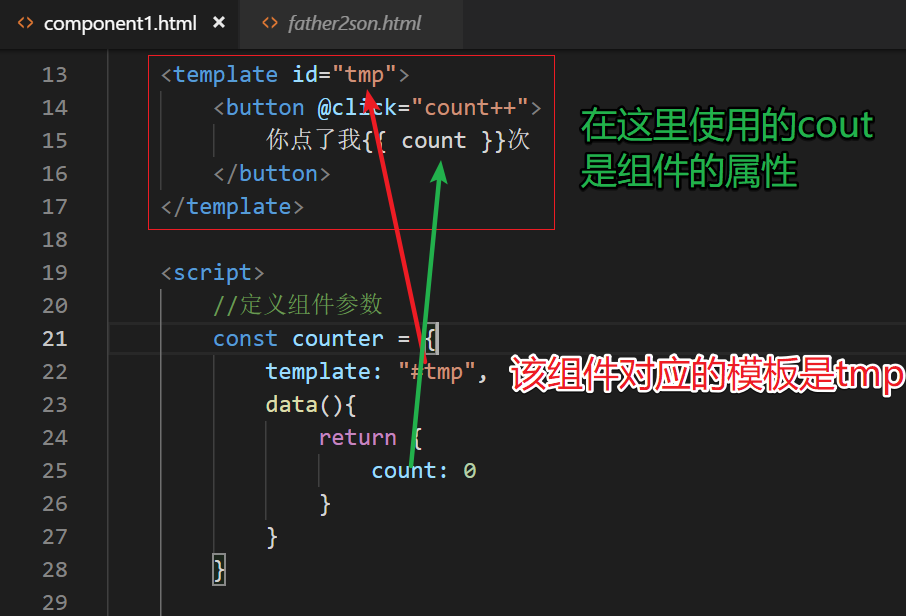 component1.html × father2son.html
13 <template id="tmp">
14 <button @click="count++">
15 你点了我{{ count }}次
16 </button>
17 </template>
在这里使用的cout
是组件的属性
18
19 <script>
20 //定义组件参数
21 const counter = {
22 template: "#tmp",
该组件对应的模板是tmp
23 data(){
24 return {
25 count: 0
26 }
27 }
28 }
29